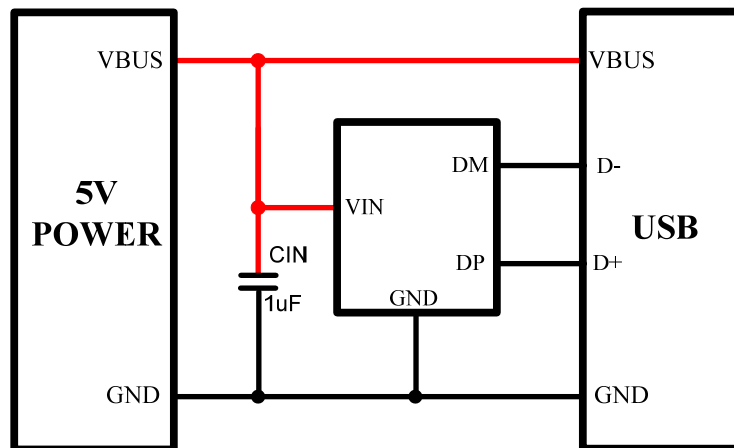 VBUS
VBUS
DM
D-
5V
POWER
VIN
USB
CIN
DP
D+
1uF
GND
GND
GND